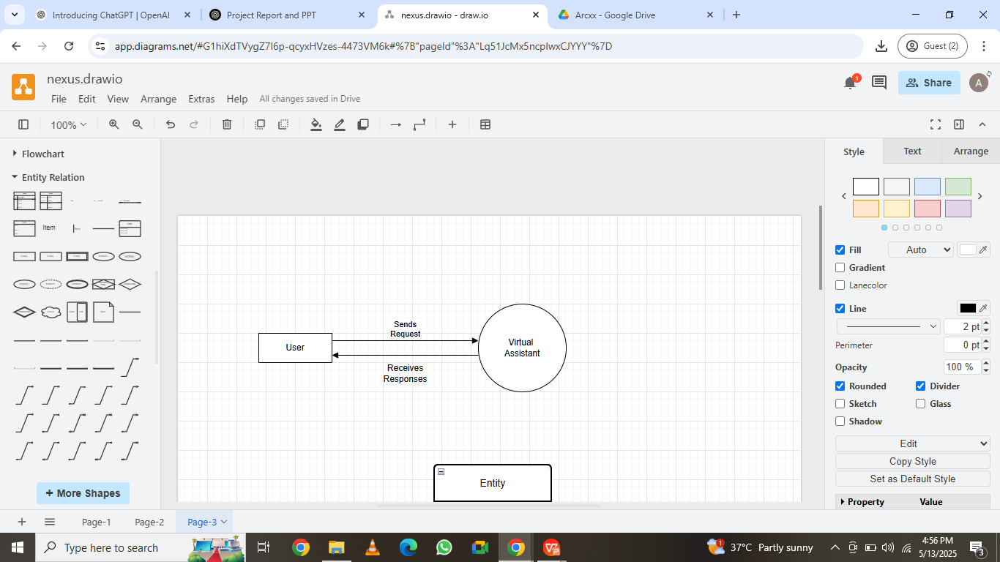 Introducing ChatGPT | OpenAI
Project Report and PPT
nexus.drawio - draw.io
Arcxx - Google Drive
app.diagrams.net/#G1hiXdTVygZ7l6p-qcyxHVzes-4473VM6k#%7B"pageId"%3A"Lq51JcMx5ncplwxCJYYY"%7D
Guest (2)
nexus.drawio
File Edit View Arrange Extras Help All changes saved in Drive
1
Share
A
100%
Flowchart
Entity Relation
Item
More Shapes
User
Sends
Request
Receives
Responses
Virtual
Assistant
Entity
Style Text Arrange
Fill Auto
Gradient
Lanecolor
Line
2 pt
Perimeter 0 pt
Opacity 100 %
Rounded Divider
Sketch Glass
Shadow
Edit
Copy Style
Set as Default Style
Property Value
Page-1 Page-2 Page-3
Type here to search
1
37°C Partly sunny
4:56 PM
5/13/2025
3